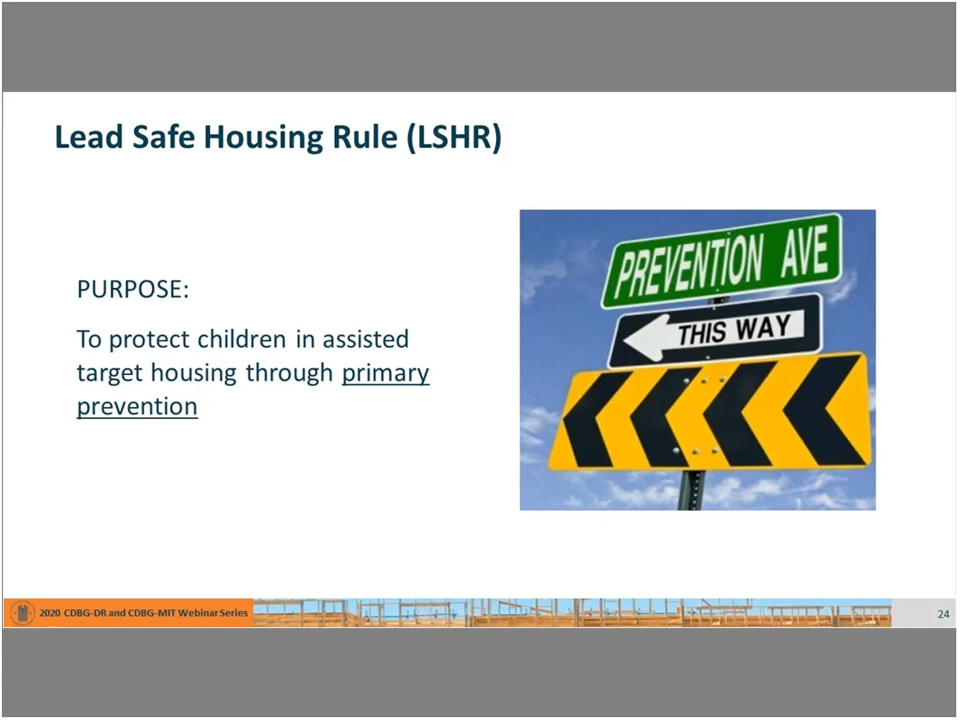 Lead Safe Housing Rule (LSHR)
PURPOSE:
To protect children in assisted
target housing through primary
prevention
PREVENTION AVE
THIS WAY
2020 CDBG-DR and CDBG-MIT Webinar Series
24